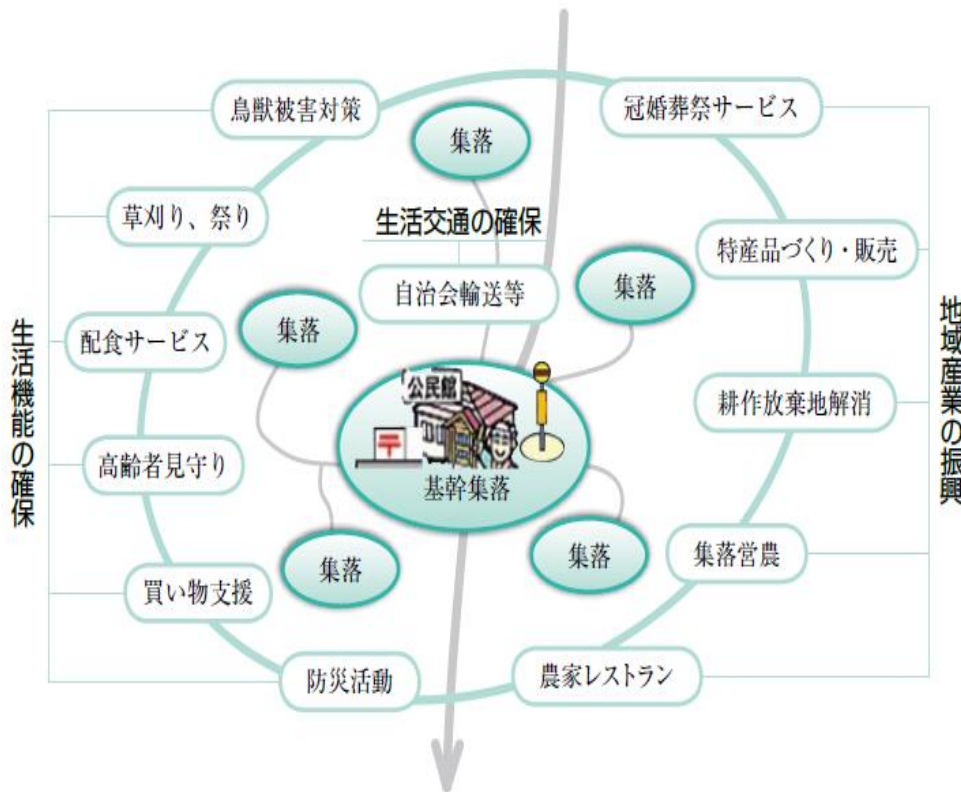 鳥獣被害対策
冠婚葬祭サービス
集落
草刈り、祭り
生活交通の確保
特産品づくり・販売
自治会輸送等
集落
集落
生活機能の確保
配食サービス
地域産業の振興
公民館
〒
耕作放棄地解消
高齢者見守り
基幹集落
集落
集落
集落営農
買い物支援
防災活動
農家レストラン